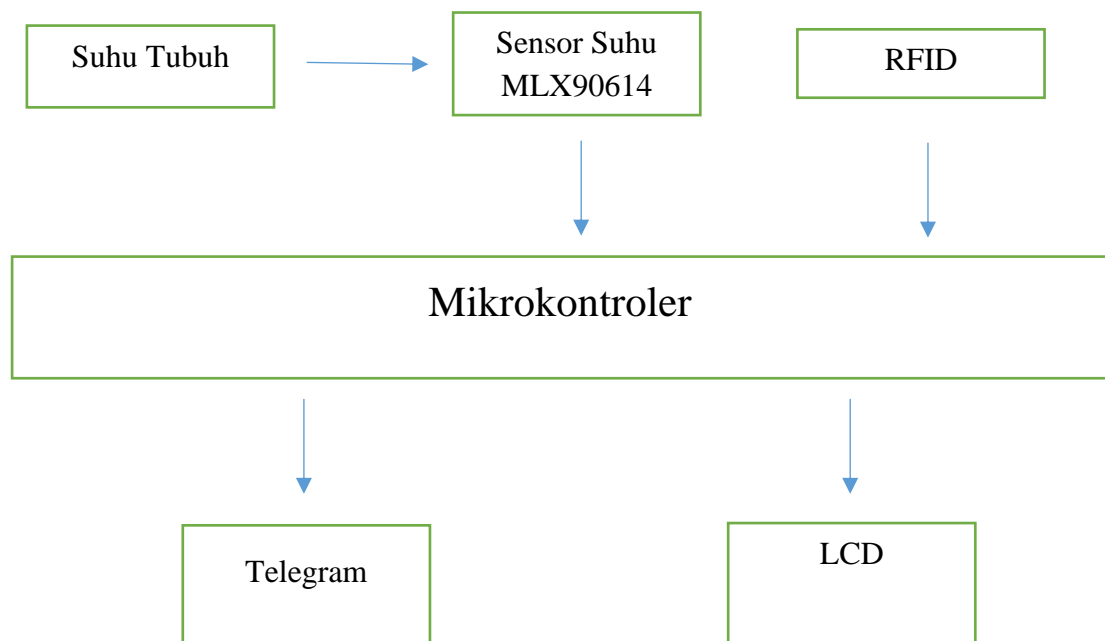 Suhu Tubuh
Sensor Suhu
MLX90614
RFID
Mikrokontroler
Telegram
LCD